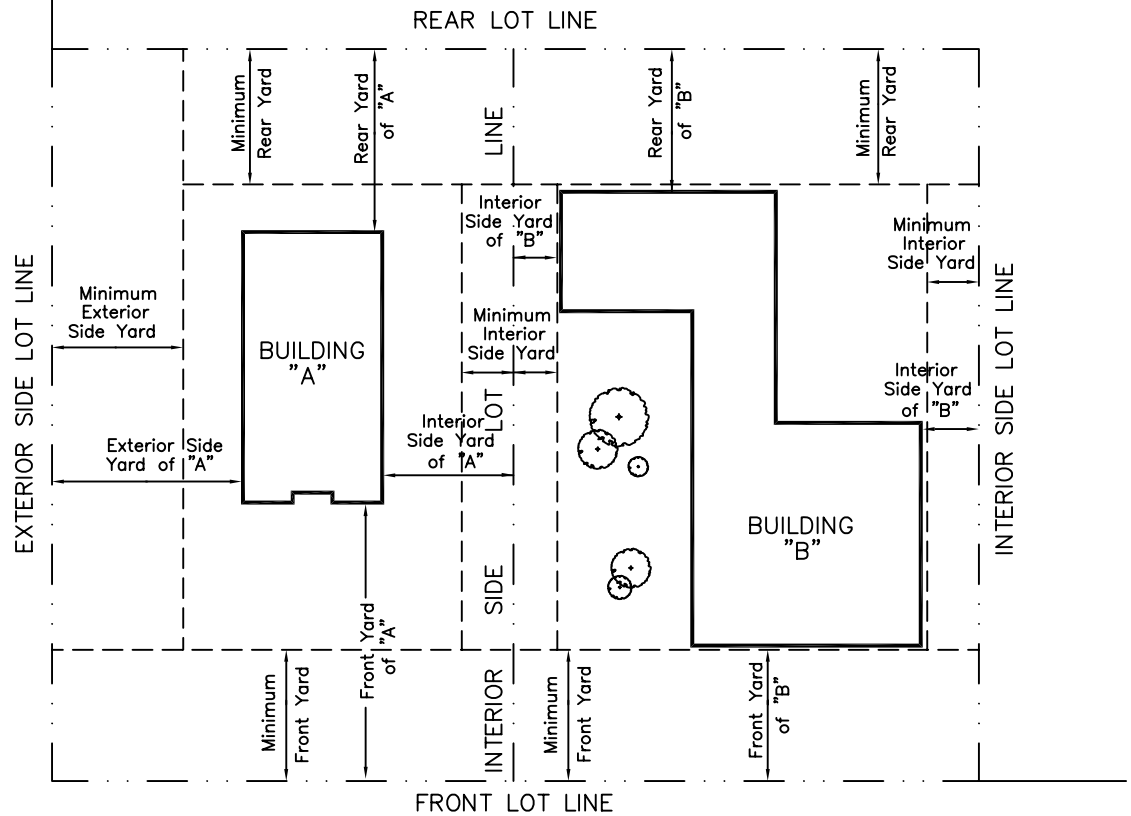 REAR LOT LINE
Minimum
Rear Yard
Rear Yard
of "A"
Rear Yard
of "B"
Minimum
Rear Yard
INTERIOR SIDE LOT LINE
Interior
Side Yard
of "B"
Minimum
Interior
Side Yard
EXTERIOR SIDE LOT LINE
Minimum
Exterior
Side Yard
BUILDING
"A"
Minimum
Interior
Side Yard
INTERIOR SIDE LOT LINE
Interior
Side Yard
of "B"
Exterior Side
Yard of "A"
Interior
Side Yard
of "A"
BUILDING
"B"
Minimum
Front Yard
Front Yard
of "A"
Minimum
Front Yard
Front Yard
of "B"
FRONT LOT LINE